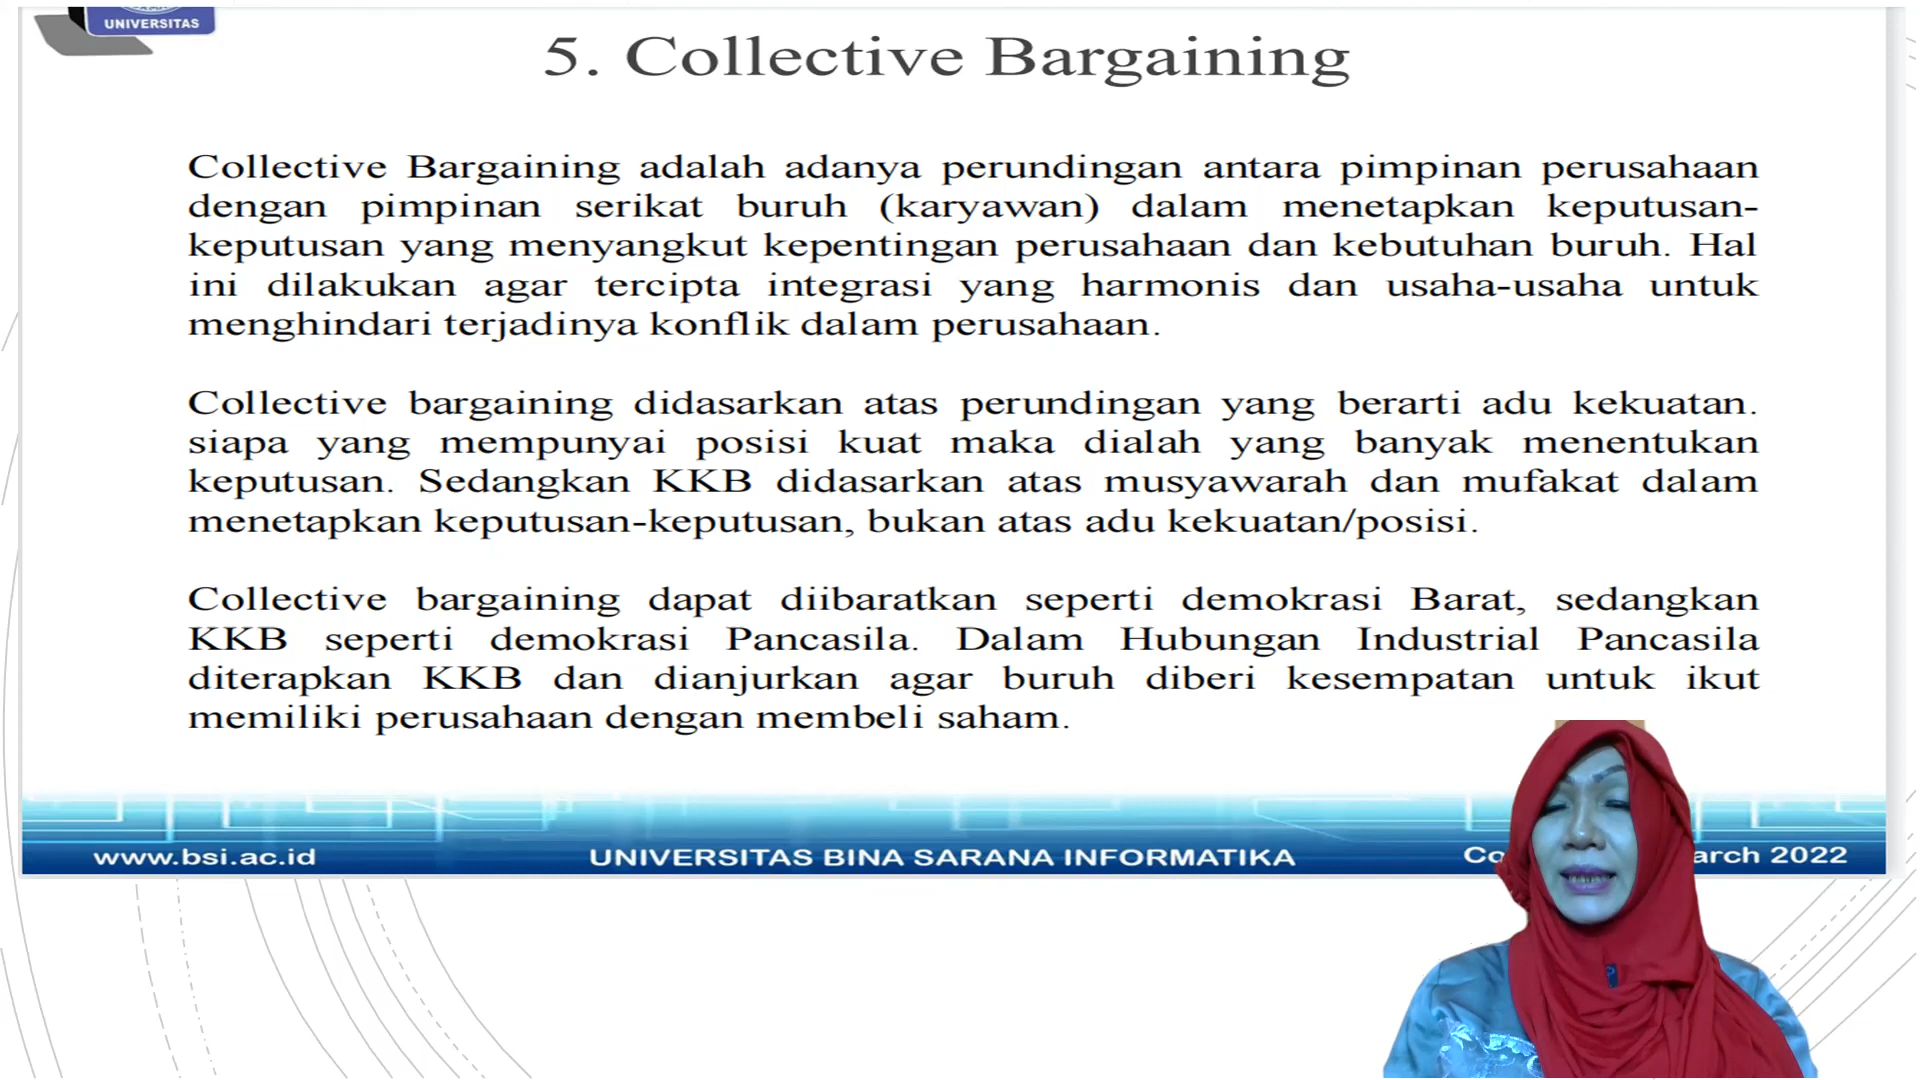 UNIVERSITAS
5. Collective Bargaining
Collective Bargaining adalah adanya perundingan antara pimpinan perusahaan
dengan pimpinan serikat buruh (karyawan) dalam menetapkan keputusan-
keputusan yang menyangkut kepentingan perusahaan dan kebutuhan buruh. Hal
ini dilakukan agar tercipta integrasi yang harmonis dan usaha-usaha untuk
menghindari terjadinya konflik dalam perusahaan.
Collective bargaining didasarkan atas perundingan yang berarti adu kekuatan.
siapa yang mempunyai posisi kuat maka dialah yang banyak menentukan
keputusan. Sedangkan KKB didasarkan atas musyawarah dan mufakat dalam
menetapkan keputusan-keputusan, bukan atas adu kekuatan/posisi.
Collective bargaining dapat diibaratkan seperti demokrasi Barat, sedangkan
KKB seperti demokrasi Pancasila. Dalam Hubungan Industrial Pancasila
diterapkan KKB dan dianjurkan agar buruh diberi kesempatan untuk ikut
memiliki perusahaan dengan membeli saham.
www.bsi.ac.id UNIVERSITAS BINA SARANA INFORMATIKA 2022